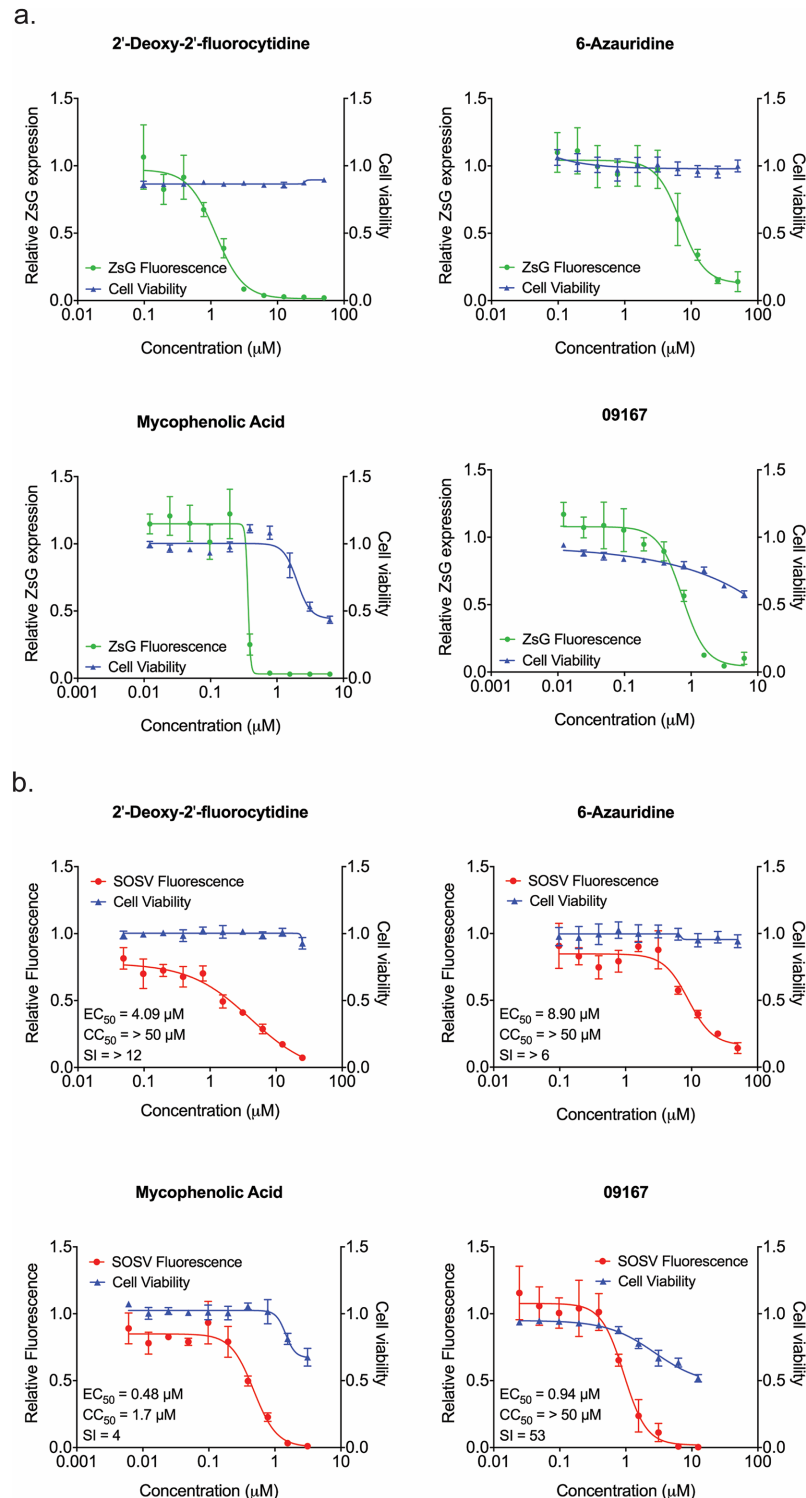 a.
2'-Deoxy-2'-fluorocytidine
1.5
1.0
0.5
0.0
Relative ZsG expression
1.5
1.0
0.5
0.0
Cell viability
ZsG Fluorescence
Cell Viability
0.01
0.1
1
10
100
Concentration (μM)
6-Azauridine
1.5
1.0
0.5
0.0
Relative ZsG expression
1.5
1.0
0.5
0.0
Cell viability
ZsG Fluorescence
Cell Viability
0.01
0.1
1
10
100
Concentration (μM)
Mycophenolic Acid
1.5
1.0
0.5
0.0
Relative ZsG expression
1.5
1.0
0.5
0.0
Cell viability
ZsG Fluorescence
Cell Viability
0.001
0.01
0.1
1
10
Concentration (μM)
09167
1.5
1.0
0.5
0.0
Relative ZsG expression
1.5
1.0
0.5
0.0
Cell viability
ZsG Fluorescence
Cell Viability
0.001
0.01
0.1
1
10
Concentration (μM)
b.
2'-Deoxy-2'-fluorocytidine
1.5
1.0
0.5
0.0
Relative Fluorescence
1.5
1.0
0.5
0.0
Cell viability
SOSV Fluorescence
Cell Viability
EC50 = 4.09 μM
CC50 = > 50 μM
SI = > 12
0.01
0.1
1
10
100
Concentration (μM)
6-Azauridine
1.5
1.0
0.5
0.0
Relative Fluorescence
1.5
1.0
0.5
0.0
Cell viability
SOSV Fluorescence
Cell Viability
EC50 = 8.90 μM
CC50 = > 50 μM
SI = > 6
0.01
0.1
1
10
100
Concentration (μM)
Mycophenolic Acid
1.5
1.0
0.5
0.0
Relative Fluorescence
1.5
1.0
0.5
0.0
Cell viability
SOSV Fluorescence
Cell Viability
EC50 = 0.48 μM
CC50 = 1.7 μM
SI = 4
0.001
0.01
0.1
1
10
Concentration (μM)
09167
1.5
1.0
0.5
0.0
Relative Fluorescence
1.5
1.0
0.5
0.0
Cell viability
SOSV Fluorescence
Cell Viability
EC50 = 0.94 μM
CC50 = > 50 μM
SI = 53
0.01
0.1
1
10
100
Concentration (μM)